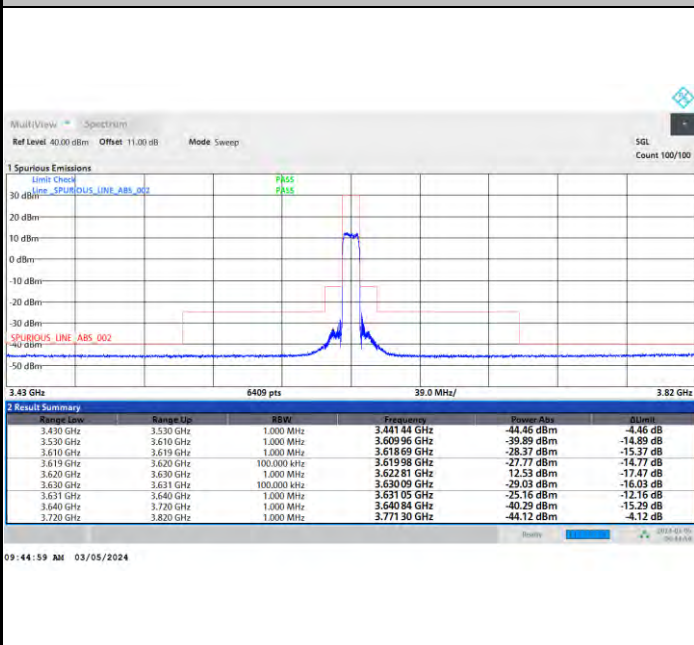 MultiView Spectrum
Ref Level 40.00 dBm Offset 11.00 dB Mode Sweep SGL
Count 100/100
1 Spurious Emissions
Limit Check PASS
Line _SPURIOUS_LINE_ABS_002 PASS
30 dBm
20 dBm
10 dBm
0 dBm
-10 dBm
-20 dBm
-30 dBm
SPURIOUS_LINE_ABS_002
-40 dBm
-50 dBm
3.43 GHz 6409 pts 39.0 MHz/ 3.82 GHz
2 Result Summary
Range Low Range Up RBW Frequency Power Abs ΔLimit
3.430 GHz 3.530 GHz 1.000 MHz 3.441 44 GHz -44.46 dBm -4.46 dB
3.530 GHz 3.610 GHz 1.000 MHz 3.609 96 GHz -39.89 dBm -14.89 dB
3.610 GHz 3.619 GHz 1.000 MHz 3.618 69 GHz -28.37 dBm -15.37 dB
3.619 GHz 3.620 GHz 100.000 kHz 3.619 98 GHz -27.77 dBm -14.77 dB
3.620 GHz 3.630 GHz 1.000 MHz 3.622 81 GHz 12.53 dBm -17.47 dB
3.630 GHz 3.631 GHz 100.000 kHz 3.630 09 GHz -29.03 dBm -16.03 dB
3.631 GHz 3.640 GHz 1.000 MHz 3.631 05 GHz -25.16 dBm -12.16 dB
3.640 GHz 3.720 GHz 1.000 MHz 3.640 84 GHz -40.29 dBm -15.29 dB
3.720 GHz 3.820 GHz 1.000 MHz 3.771 30 GHz -44.12 dBm -4.12 dB
Ready
09:44:59 AM 03/05/2024